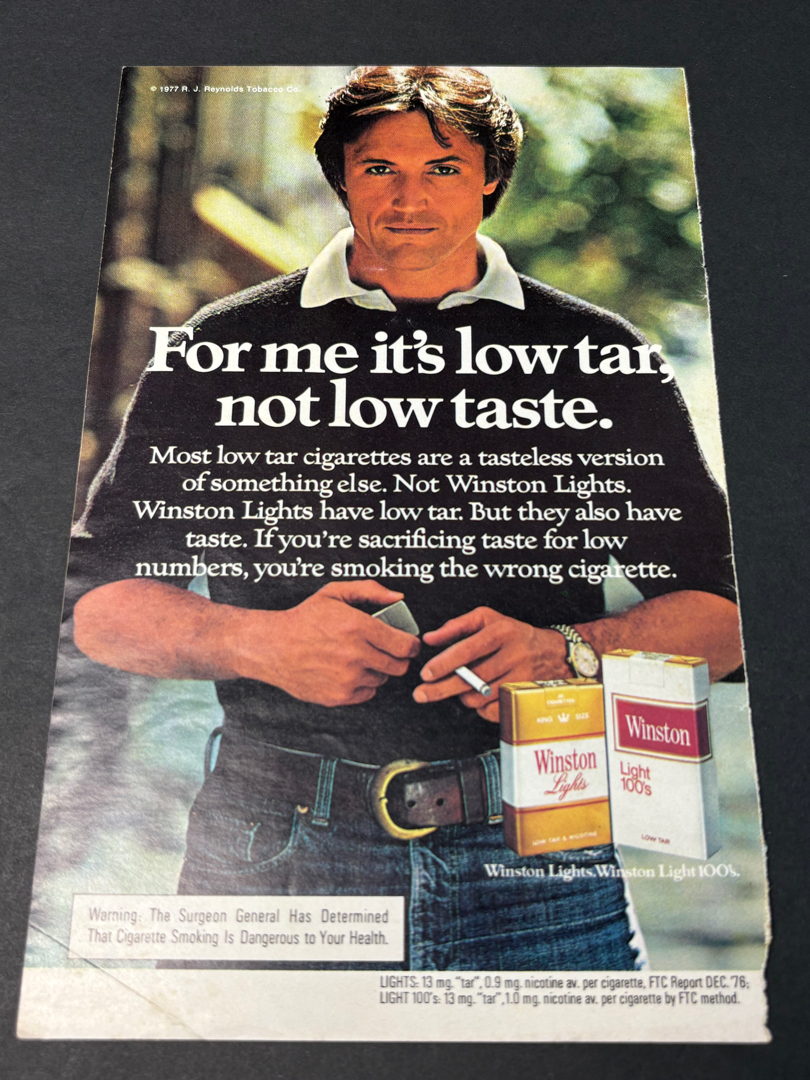 © 1977 R. J. Reynolds Tobacco Co.
For me it's low tar,
not low taste.
Most low tar cigarettes are a tasteless version
of something else. Not Winston Lights.
Winston Lights have low tar. But they also have
taste. If you're sacrificing taste for low
numbers, you're smoking the wrong cigarette.
KING SIZE
Winston
Lights
LOW TAR & NICOTINE
Winston
Light
100's
LOW TAR
Winston Lights. Winston Light 100's.
Warning: The Surgeon General Has Determined
That Cigarette Smoking Is Dangerous to Your Health.
LIGHTS: 13 mg. "tar", 0.9 mg. nicotine av. per cigarette, FTC Report DEC. '76;
LIGHT 100's: 13 mg. "tar", 1.0 mg. nicotine av. per cigarette by FTC method.